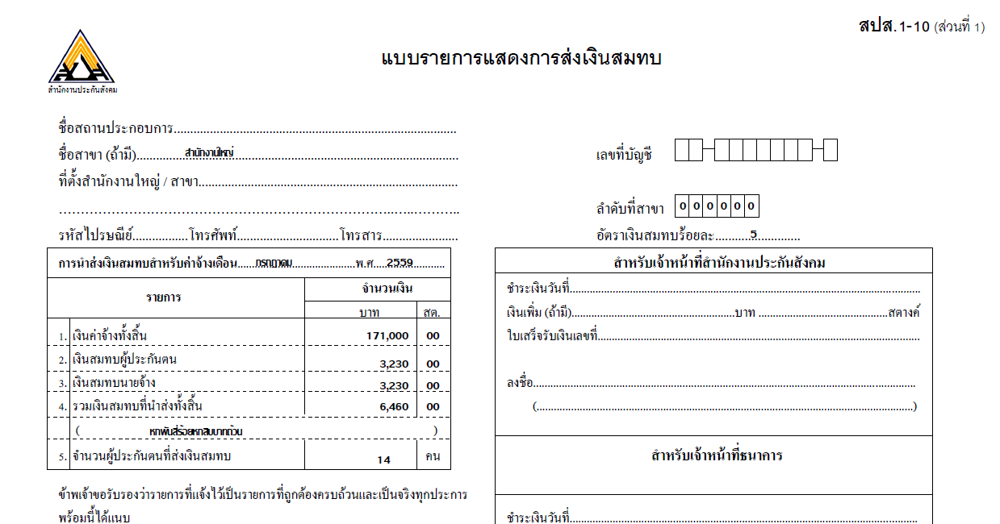 สปส.1-10 (ส่วนที่ 1)
แบบรายการแสดงการส่งเงินสมทบ
สำนักงานประกันสังคม
ชื่อสถานประกอบการ
ชื่อสาขา (ถ้ามี) สำนักงานใหญ่
เลขที่บัญชี
ที่ตั้งสำนักงานใหญ่ / สาขา
ลำดับที่สาขา 0 0 0 0 0 0
รหัสไปรษณีย์ โทรศัพท์ โทรสาร
อัตราเงินสมทบร้อยละ 5
การนำส่งเงินสมทบสำหรับค่าจ้างเดือน กรกฎาคม พ.ศ. 2559
รายการ จำนวนเงิน
บาท สต.
1. เงินค่าจ้างทั้งสิ้น 171,000 00
2. เงินสมทบผู้ประกันตน 3,230 00
3. เงินสมทบนายจ้าง 3,230 00
4. รวมเงินสมทบที่นำส่งทั้งสิ้น 6,460 00
( หกพันสี่ร้อยหกสิบบาทถ้วน )
5. จำนวนผู้ประกันตนที่ส่งเงินสมทบ 14 คน
ข้าพเจ้าขอรับรองว่ารายการที่แจ้งไว้เป็นรายการที่ถูกต้องครบถ้วนและเป็นจริงทุกประการ
พร้อมนี้ได้แนบ
สำหรับเจ้าหน้าที่สำนักงานประกันสังคม
ชำระเงินวันที่
เงินเพิ่ม (ถ้ามี) บาท สตางค์
ใบเสร็จรับเงินเลขที่
ลงชื่อ
( )
สำหรับเจ้าหน้าที่ธนาคาร
ชำระเงินวันที่